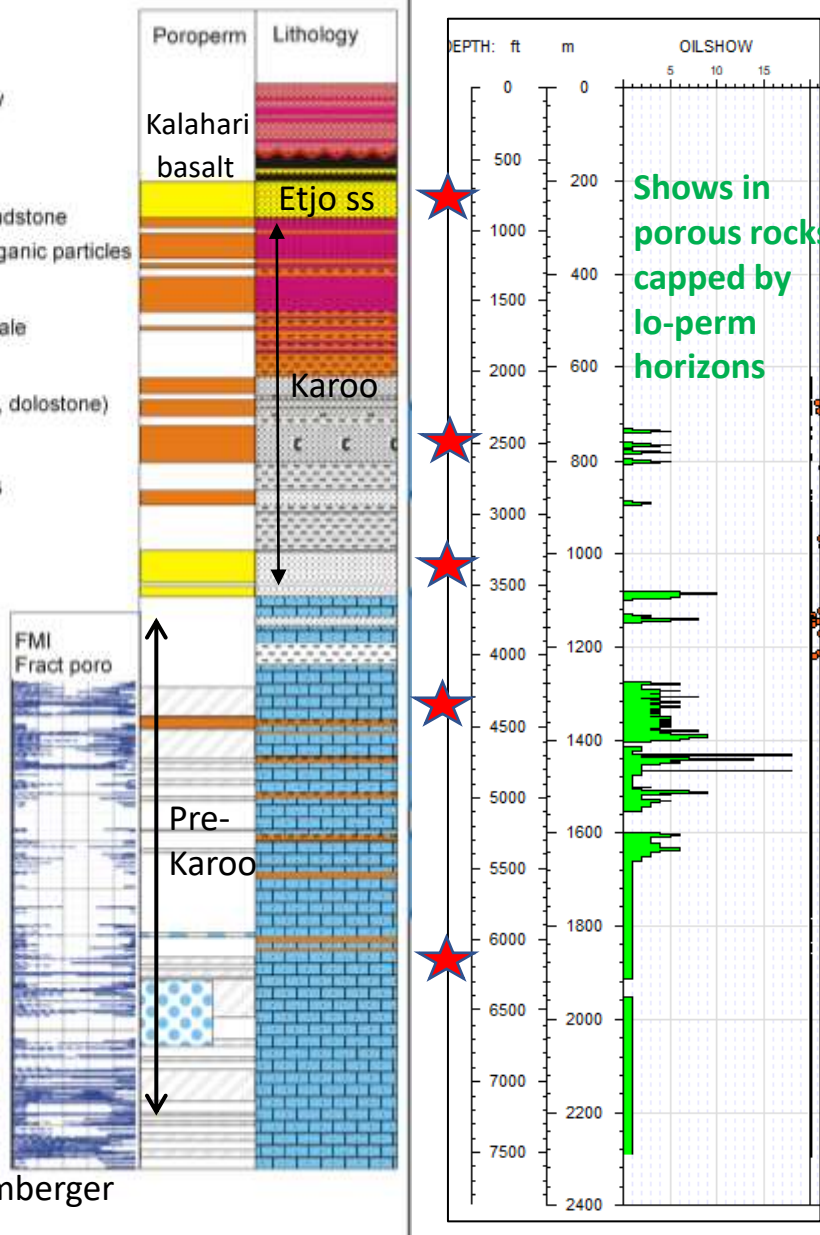 Poroperm
Lithology
Kalahari
basalt
Etjo ss
Karoo
Pre-
Karoo
FMI
Fract poro
DEPTH: ft
m
OILSHOW
5
10
15
0
500
1000
1500
2000
2500
3000
3500
4000
4500
5000
5500
6000
6500
7000
7500
0
200
400
600
800
1000
1200
1400
1600
1800
2000
2200
2400
Shows in
porous rocks
capped by
lo-perm
horizons
c c c
ndstone
ganic particles
ale
, dolostone)
mberger